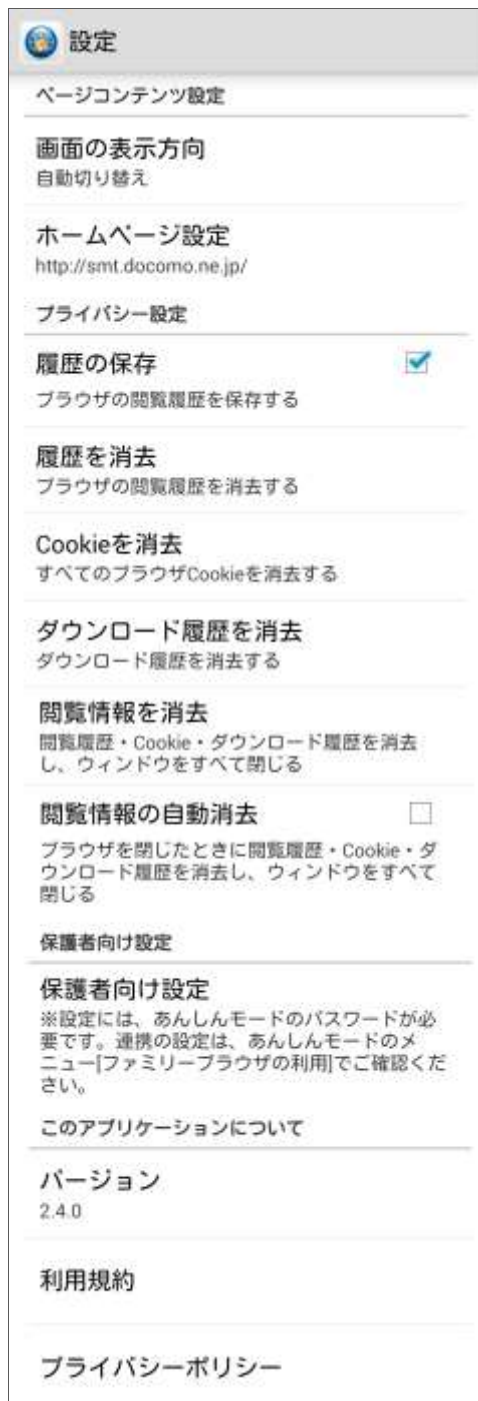 設定
ページコンテンツ設定
画面の表示方向
自動切り替え
ホームページ設定
http://smt.docomo.ne.jp/
プライバシー設定
履歴の保存
ブラウザの閲覧履歴を保存する
履歴を消去
ブラウザの閲覧履歴を消去する
Cookieを消去
すべてのブラウザCookieを消去する
ダウンロード履歴を消去
ダウンロード履歴を消去する
閲覧情報を消去
閲覧履歴・Cookie・ダウンロード履歴を消去
し、ウィンドウをすべて閉じる
閲覧情報の自動消去
ブラウザを閉じたときに閲覧履歴・Cookie・ダ
ウンロード履歴を消去し、ウィンドウをすべて
閉じる
保護者向け設定
保護者向け設定
※設定には、あんしんモードのパスワードが必
要です。連携の設定は、あんしんモードのメ
ニュー[ファミリーブラウザの利用]でご確認くだ
さい。
このアプリケーションについて
バージョン
2.4.0
利用規約
プライバシーポリシー